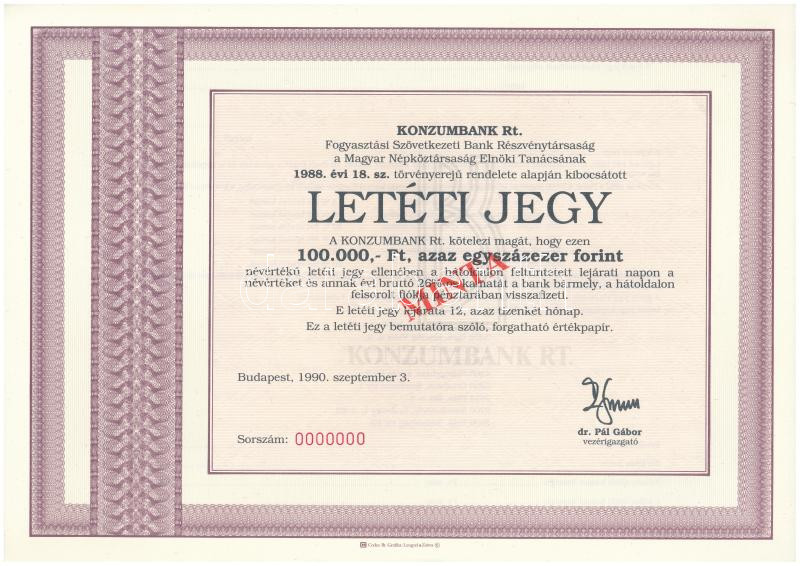 KONZUMBANK Rt.
Fogyasztási Szövetkezeti Bank Részvénytársaság
a Magyar Népköztársaság Elnöki Tanácsának
1988. évi 18. sz. törvényerejű rendelete alapján kibocsátott
LETÉTI JEGY
A KONZUMBANK Rt. kötelezi magát, hogy ezen
100.000,- Ft, azaz egyszázezer forint
névértékű letéti jegy ellenében a hátoldalon feltüntetett lejárati napon a
névértéket és annak évi bruttó 26% kamatát a bank bármely, a hátoldalon
felsorolt fiókja pénztárában visszafizeti.
MINTA
E letéti jegy lejárata 12, azaz tizenkét hónap.
Ez a letéti jegy bemutatóra szóló, forgatható értékpapír.
KONZUMBANK RT.
Budapest, 1990. szeptember 3.
dr. Pál Gábor
vezérigazgató
Sorszám: 0000000